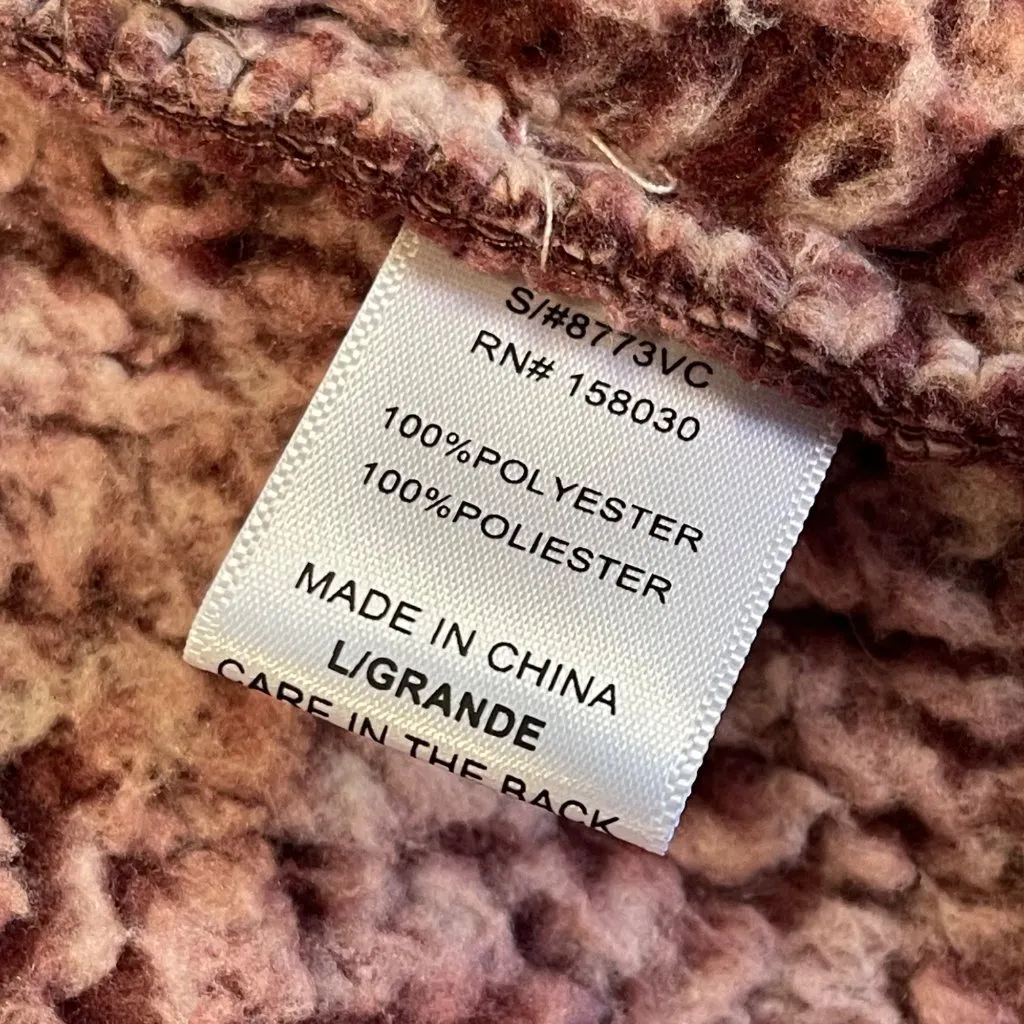 S/#8773VC
RN# 158030
100%POLYESTER
100%POLIESTER
MADE IN CHINA
L/GRANDE
CARE IN THE BACK